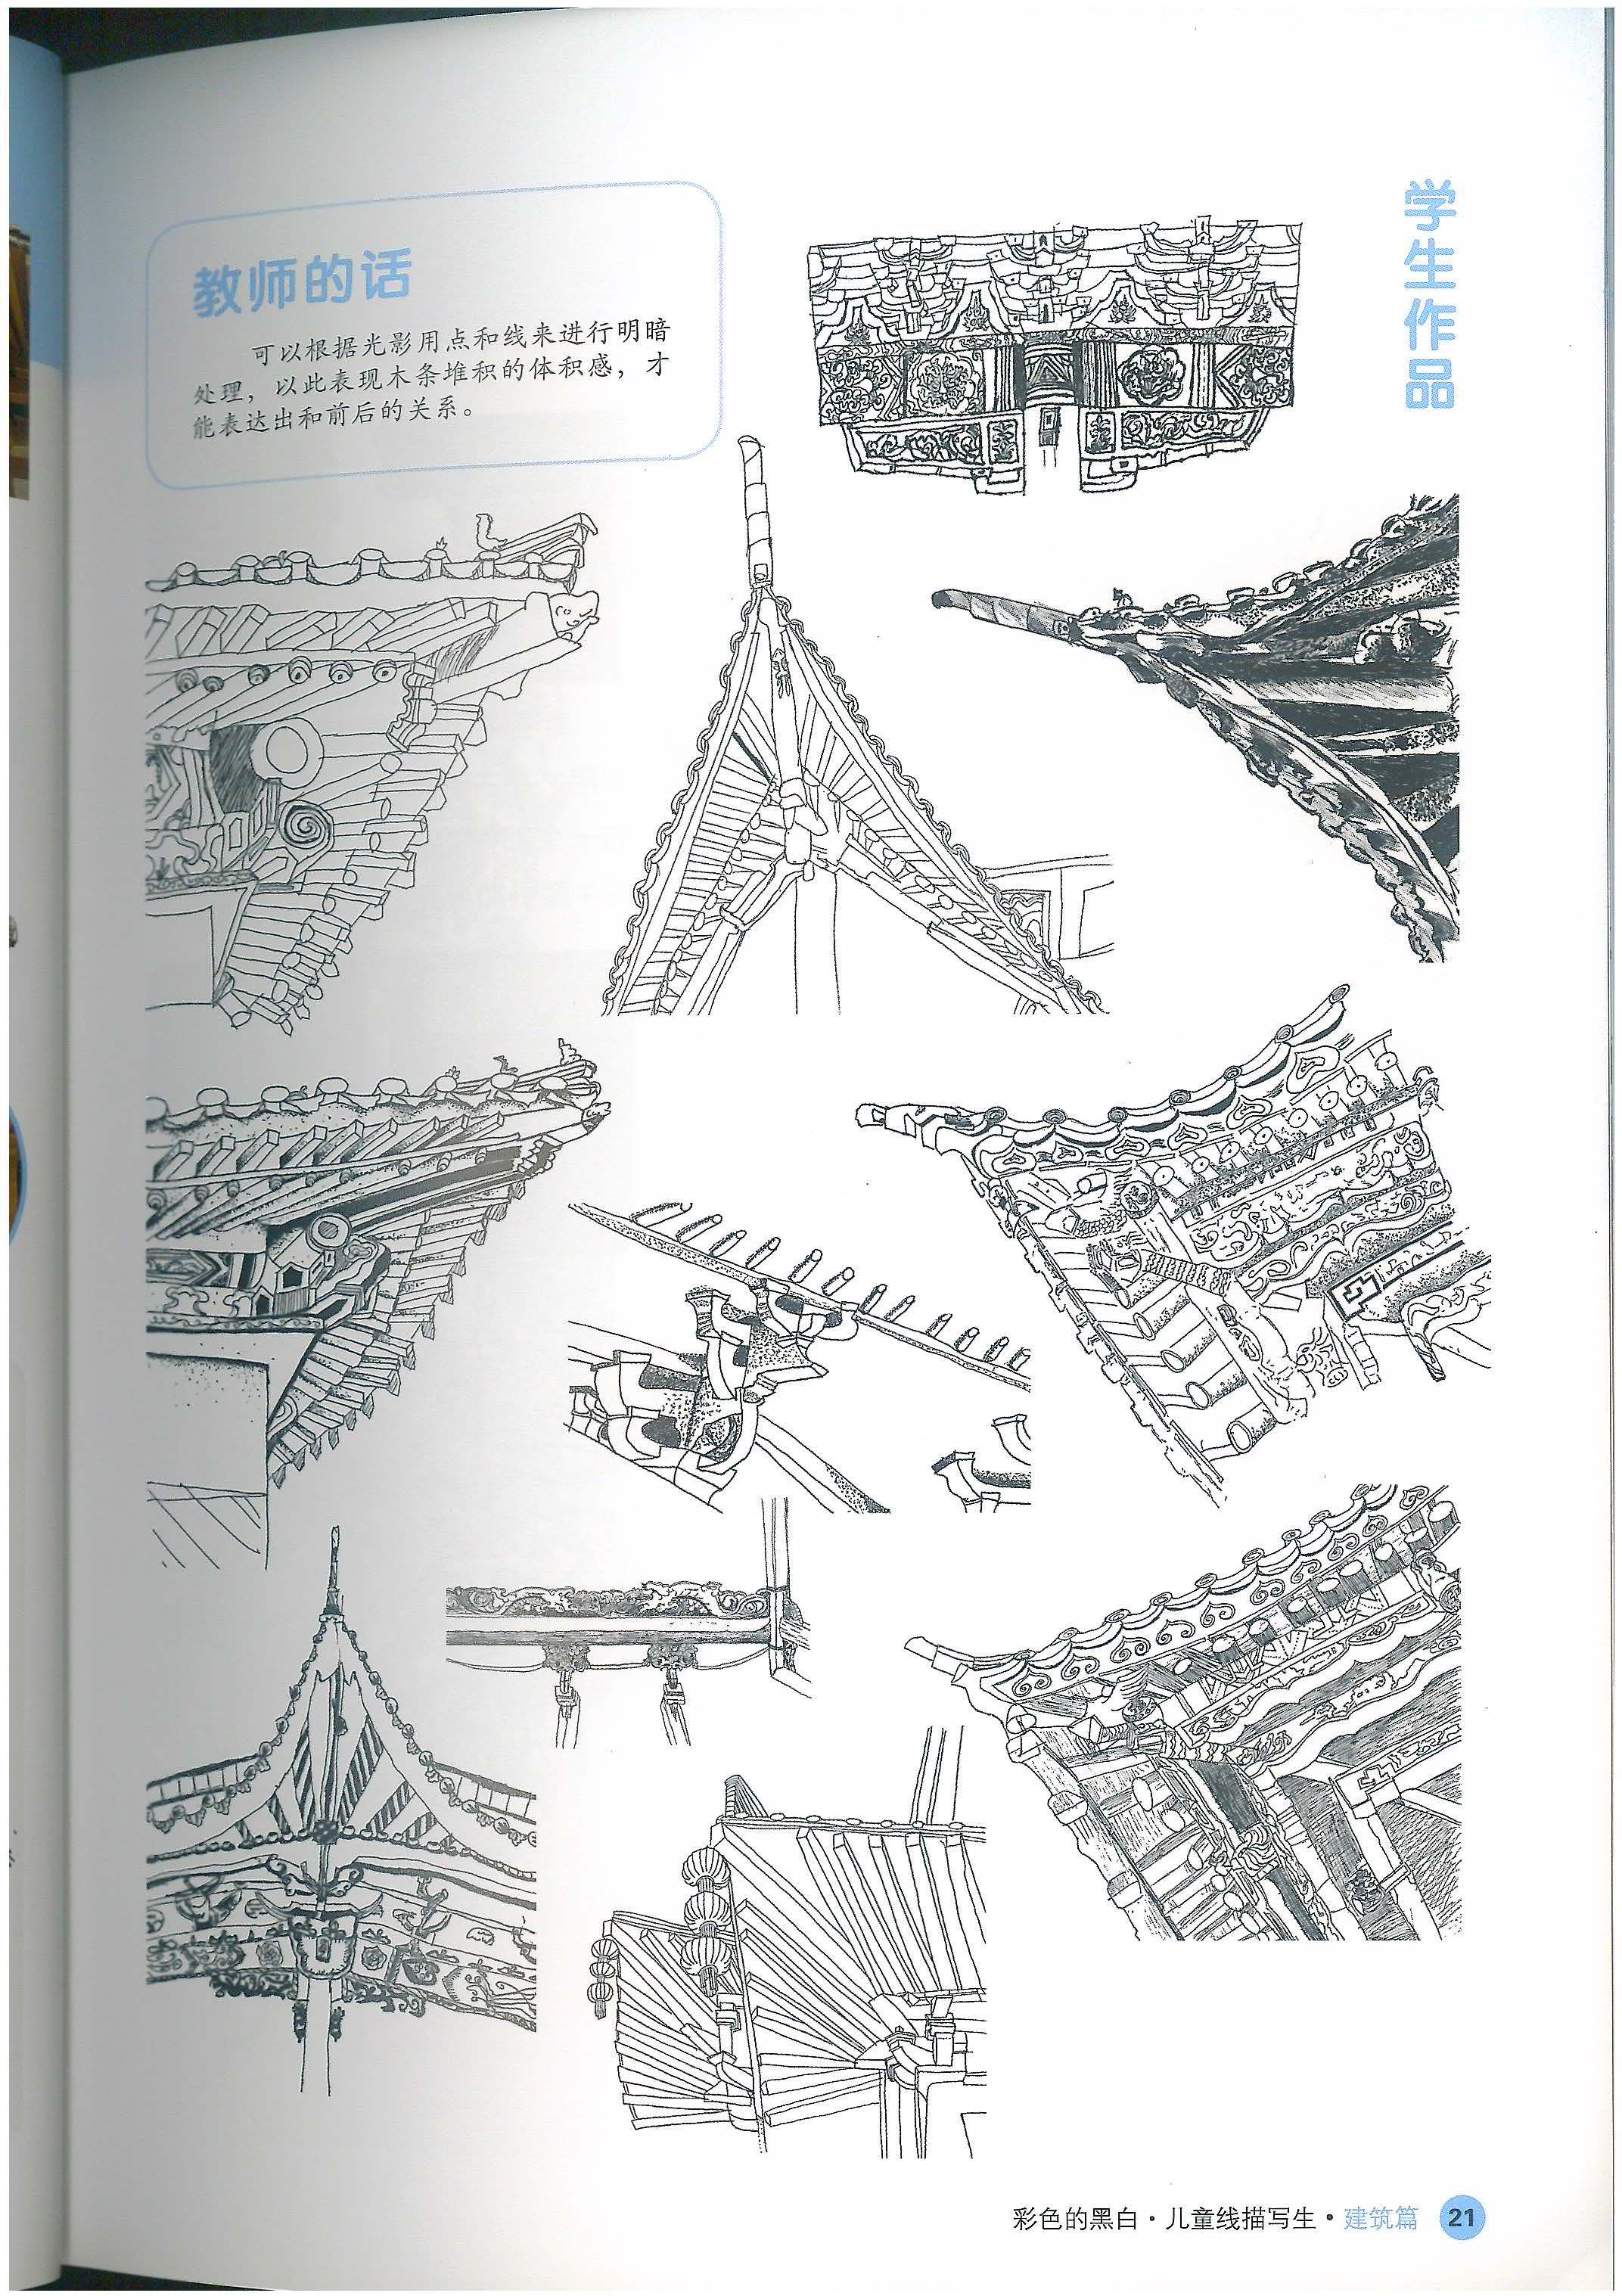 学生作品
教师的话
可以根据光影用点和线来进行明暗
处理，以此表现木条堆积的体积感，才
能表达出和前后的关系。
彩色的黑白·儿童线描写生·建筑篇 21